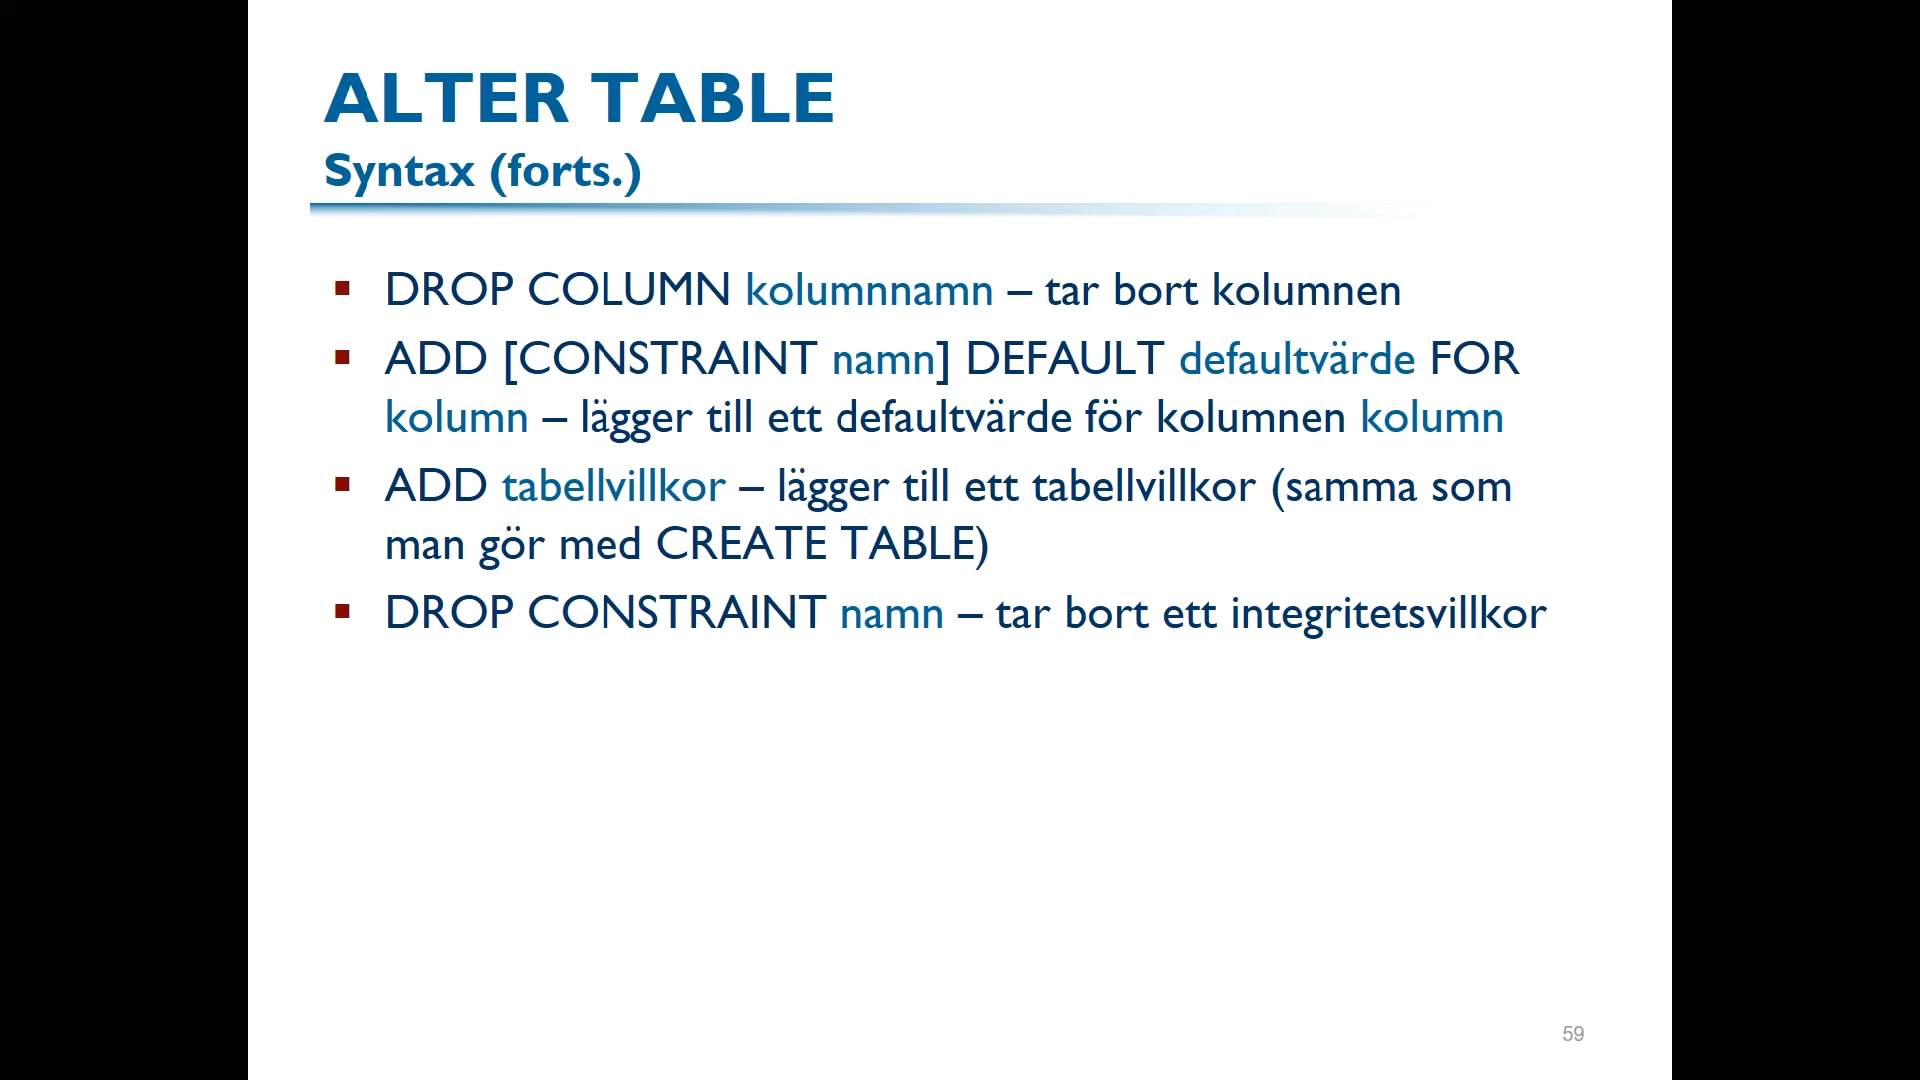 ALTER TABLE
Syntax (forts.)
▪ DROP COLUMN kolumnnamn – tar bort kolumnen
▪ ADD [CONSTRAINT namn] DEFAULT defaultvärde FOR
kolumn – lägger till ett defaultvärde för kolumnen kolumn
▪ ADD tabellvillkor – lägger till ett tabellvillkor (samma som
man gör med CREATE TABLE)
▪ DROP CONSTRAINT namn – tar bort ett integritetsvillkor
59